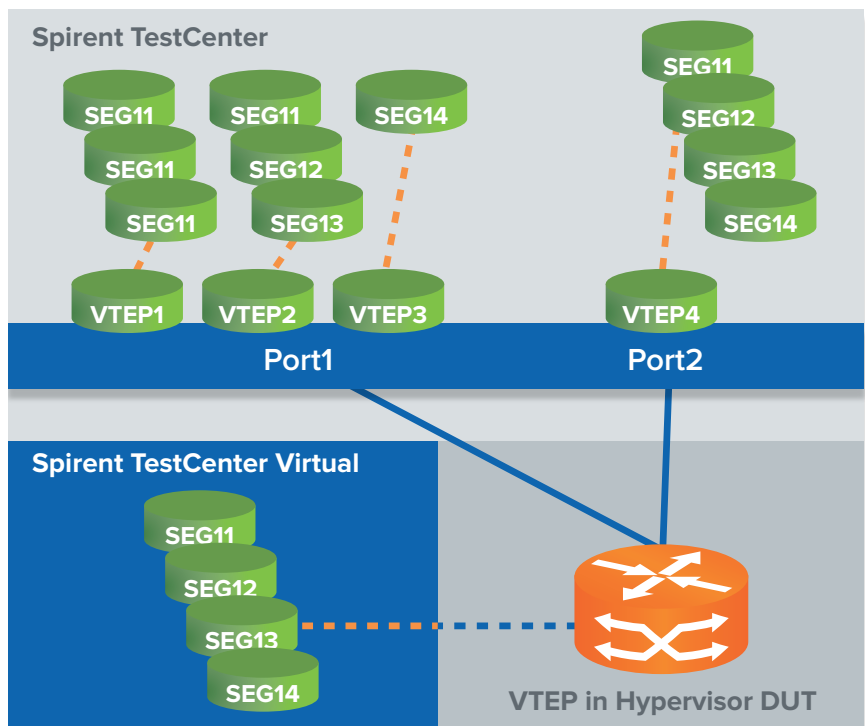 Spirent TestCenter
SEG11
SEG11
SEG11
SEG11
SEG12
SEG13
SEG14
SEG11
SEG12
SEG13
SEG14
VTEP1
VTEP2
VTEP3
VTEP4
Port1
Port2
Spirent TestCenter Virtual
SEG11
SEG12
SEG13
SEG14
VTEP in Hypervisor DUT